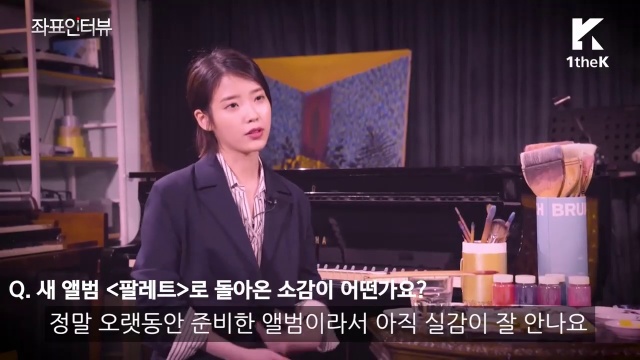 좌표인터뷰
1theK
H BRU
Q. 새 앨범 <팔레트>로 돌아온 소감이 어떤가요?
정말 오랫동안 준비한 앨범이라서 아직 실감이 잘 안나요